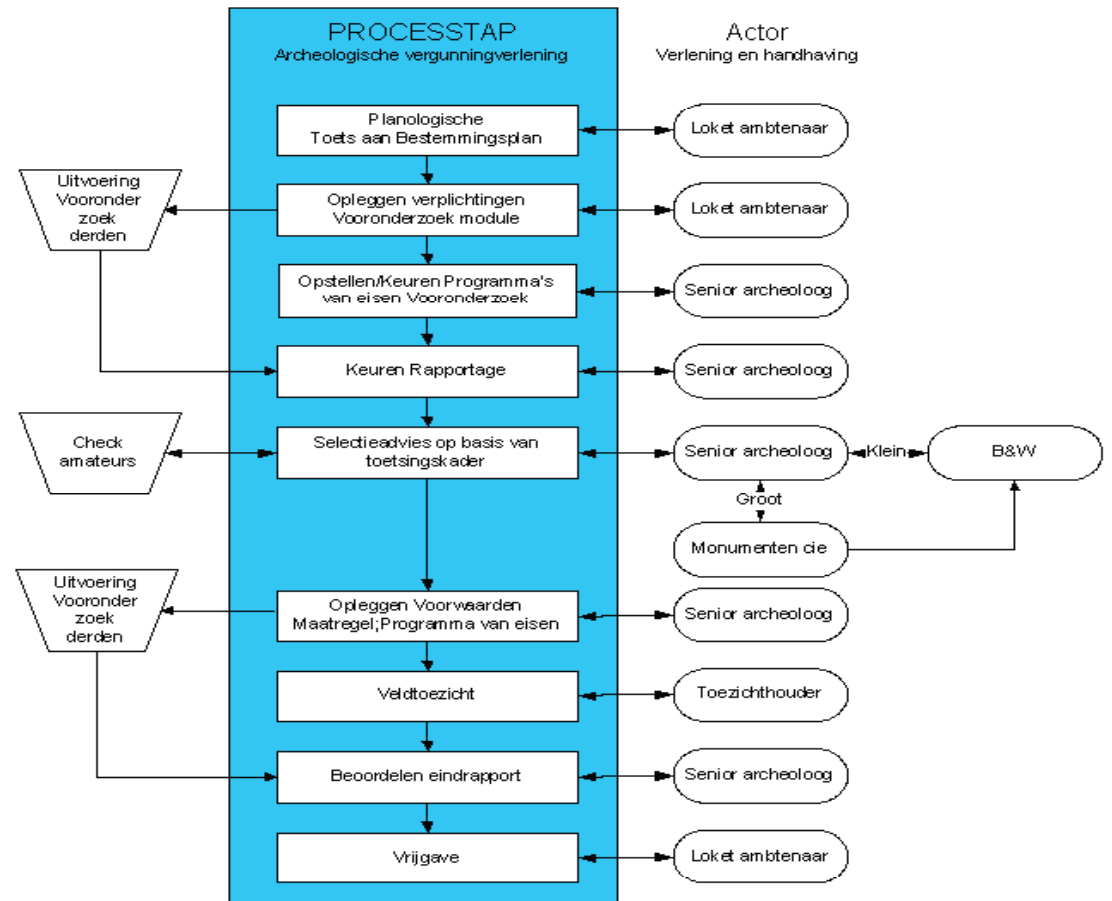 PROCESSTAP
Archeologische vergunningverlening
Actor
Verlening en handhaving
Planologische
Toets aan Bestemmingsplan
Loket ambtenaar
Uitvoering
Vooronder
zoek
derden
Opleggen verplichtingen
Vooronderzoek module
Loket ambtenaar
Opstellen/Keuren Programma's
van eisen Vooronderzoek
Senior archeoloog
Keuren Rapportage
Senior archeoloog
Check
amateurs
Selectieadvies op basis van
toetsingskader
Senior archeoloog
Klein
B&W
Groot
Monumenten cie
Uitvoering
Vooronder
zoek
derden
Opleggen Voorwaarden
Maatregel;Programma van eisen
Senior archeoloog
Veldtoezicht
Toezichthouder
Beoordelen eindrapport
Senior archeoloog
Vrijgave
Loket ambtenaar